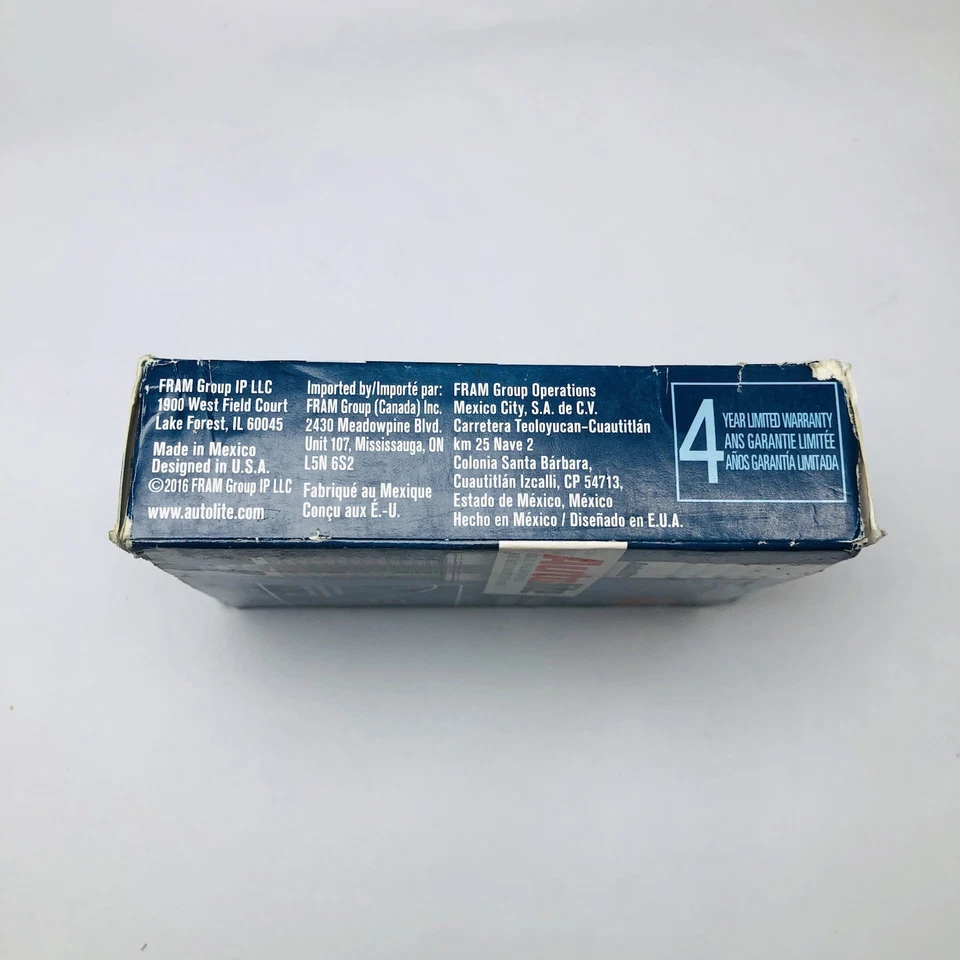 FRAM Group IP LLC
1900 West Field Court
Lake Forest, IL 60045
Made in Mexico
Designed in U.S.A.
©2016 FRAM Group IP LLC
www.autolite.com
Imported by/Importé par:
FRAM Group (Canada) Inc.
2430 Meadowpine Blvd.
Unit 107, Mississauga, ON
L5N 6S2
Fabriqué au Mexique
Conçu aux É.-U.
FRAM Group Operations
Mexico City, S.A. de C.V.
Carretera Teoloyucan-Cuautitlán
km 25 Nave 2
Colonia Santa Bárbara,
Cuautitlán Izcalli, CP 54713,
Estado de México, México
Hecho en México / Diseñado en E.U.A.
4
YEAR LIMITED WARRANTY
ANS GARANTIE LIMITÉE
AÑOS GARANTÍA LIMITADA